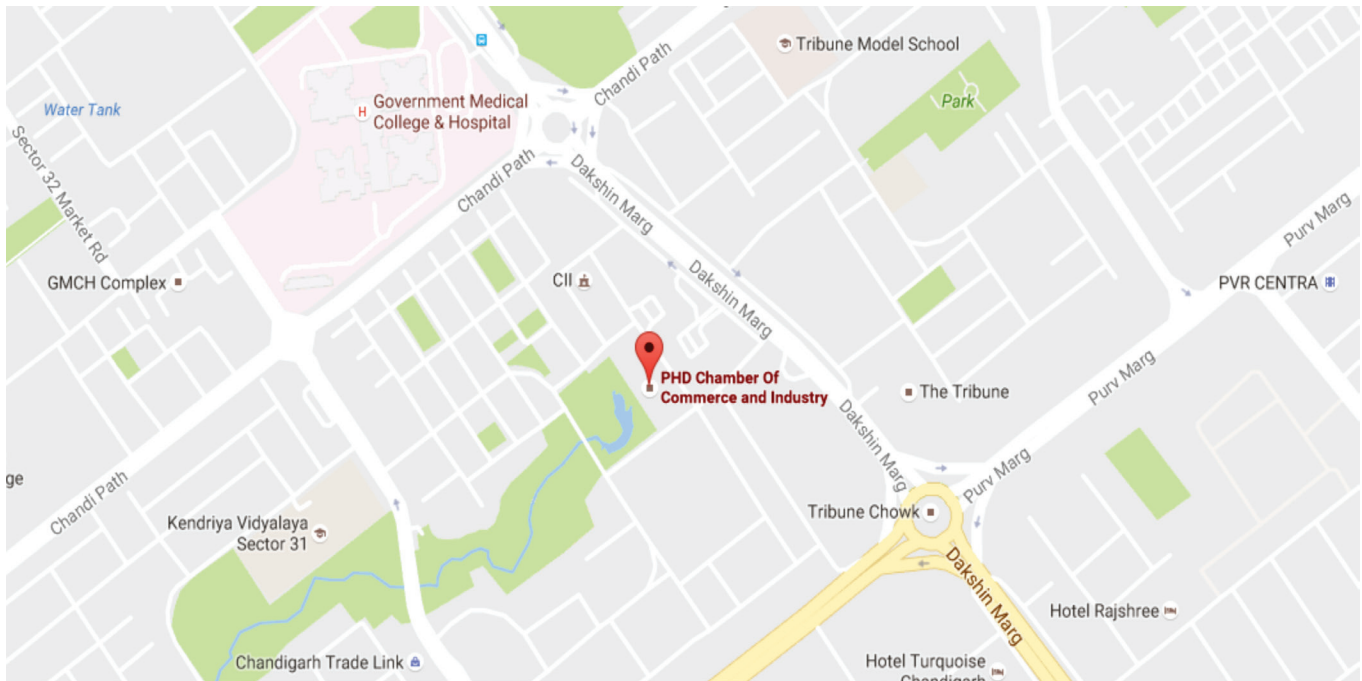 Chandi Path
Tribune Model School
Government Medical
College & Hospital
H
Park
Water Tank
Sector 32 Market Rd
Chandi Path
Dakshin Marg
Purv Marg
GMCH Complex
CII
Dakshin Marg
PVR CENTRA
PHD Chamber Of
Commerce and Industry
The Tribune
Purv Marg
Dakshin Marg
ge
Chandi Path
Purv Marg
Kendriya Vidyalaya
Sector 31
Tribune Chowk
Dakshin Marg
Hotel Rajshree
Chandigarh Trade Link
Hotel Turquoise
Chandigarh